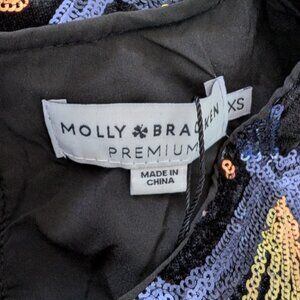 MOLLY BRACKEN
PREMIUM
XS
MADE IN
CHINA